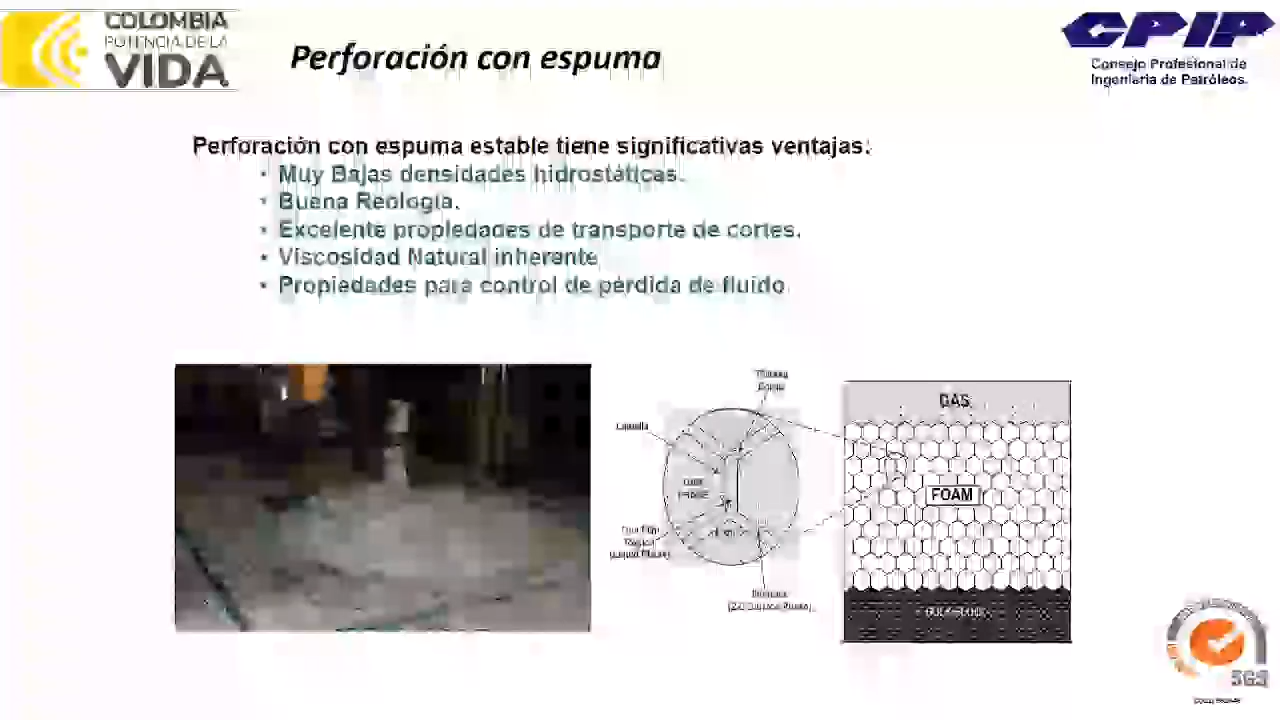 COLOMBIA
POTENCIA DE LA
VIDA
Perforación con espuma
CPIP
Consejo Profesional de
Ingeniería de Petróleos.
Perforación con espuma estable tiene significativas ventajas:
• Muy Bajas densidades hidrostáticas.
• Buena Reología.
• Excelente propiedades de transporte de cortes.
• Viscosidad Natural inherente
• Propiedades para control de pérdida de fluido
Lamella
GAS
FOAM
SGS